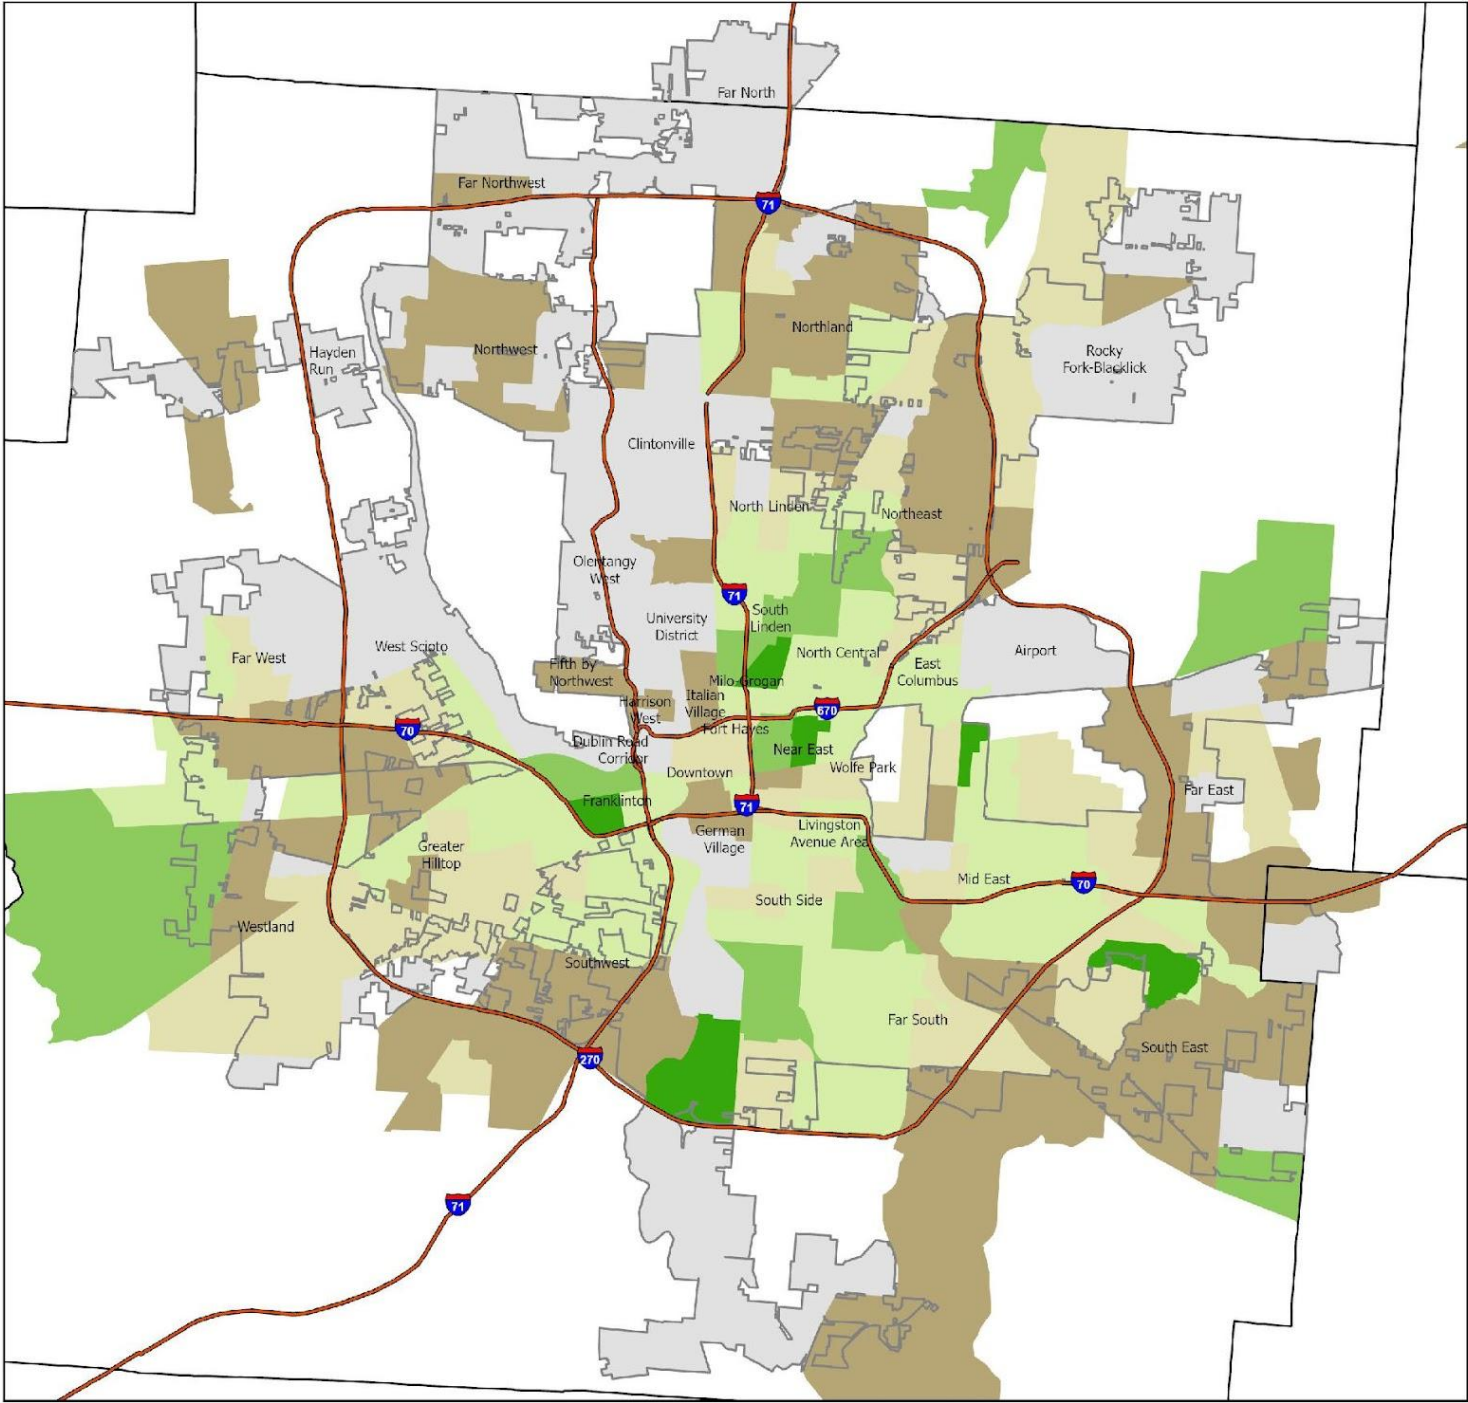 Far North
Far Northwest
71
Northland
Hayden
Run
Northwest
Rocky
Fork-Blacklick
Clintonville
North Linden
Northeast
Olentangy
West
71
South
Linden
University
District
Far West
West Scioto
North Central
Airport
East
Columbus
Fifth by
Northwest
Milo-Grogan
Italian
Village
Harrison
West
670
70
Fort Hayes
Dublin Road
Corridor
Near East
Downtown
Wolfe Park
Far East
Franklinton
71
German
Village
Livingston
Avenue Area
Greater
Hilltop
Mid East
70
South Side
Westland
Southwest
Far South
South East
270
71